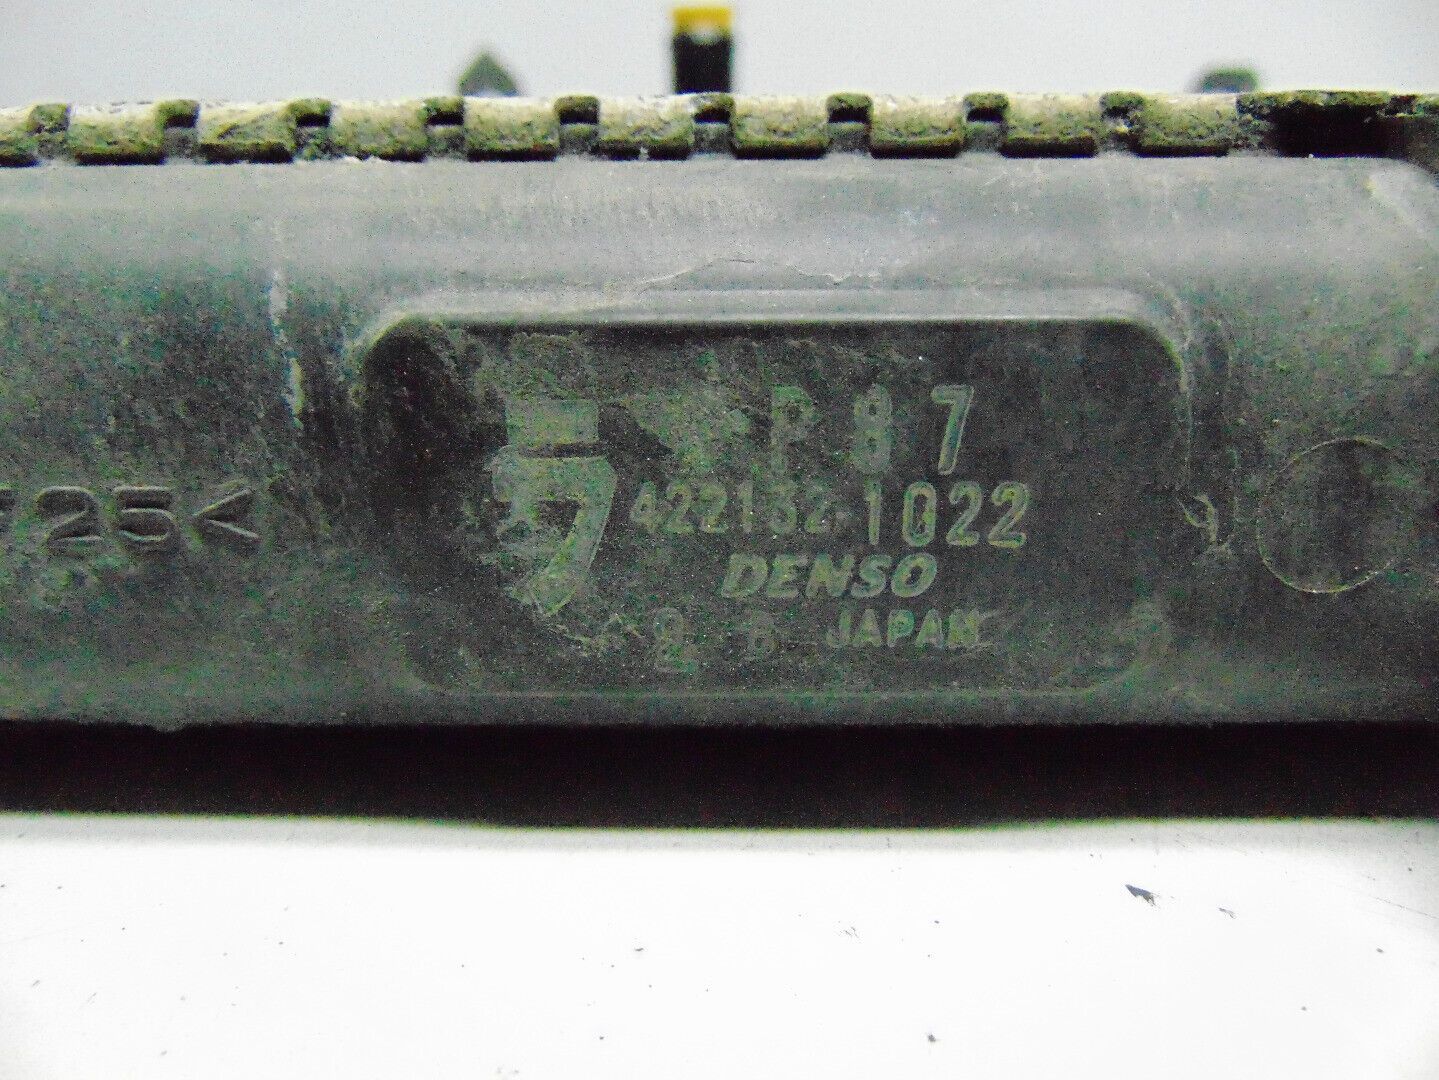 25<
P87
422132-1022
DENSO
JAPAN